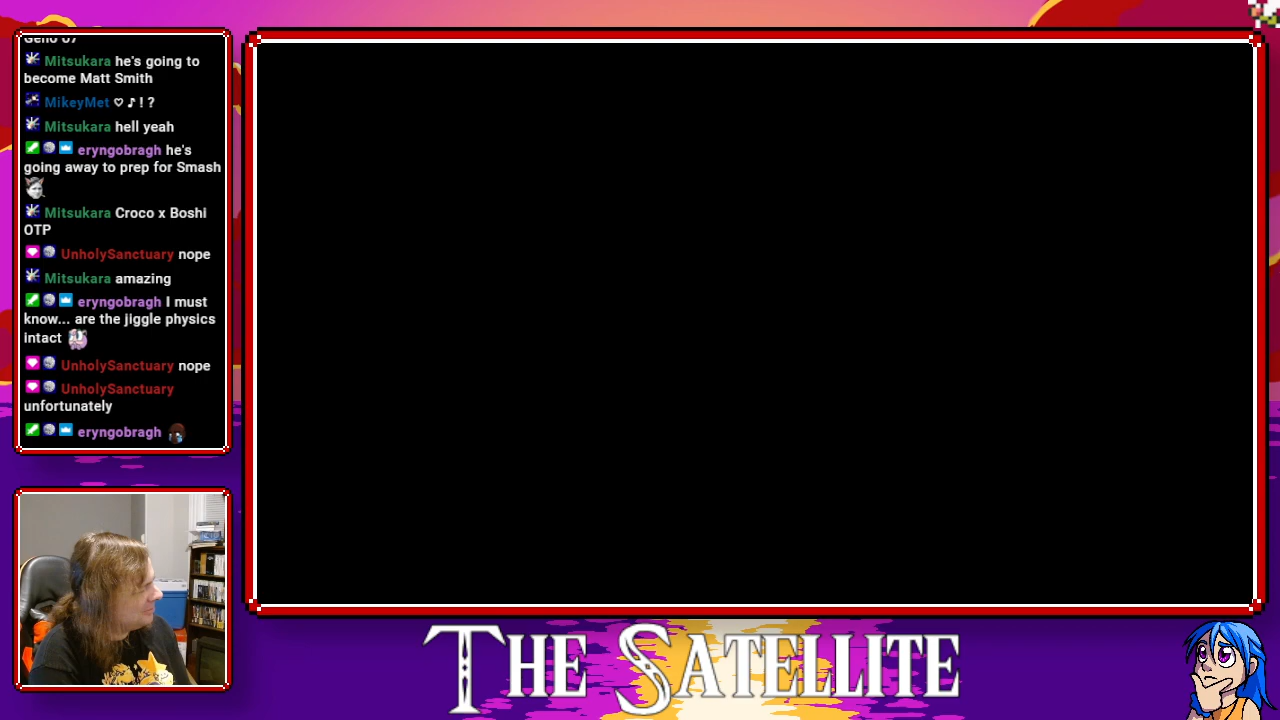 Geno 07
Mitsukara he's going to
become Matt Smith
MikeyMet ♡ ♪ ! ?
Mitsukara hell yeah
eryngobragh he's
going away to prep for Smash
Mitsukara Croco x Boshi
OTP
UnholySanctuary nope
Mitsukara amazing
eryngobragh I must
know... are the jiggle physics
intact
UnholySanctuary nope
UnholySanctuary
unfortunately
eryngobragh
THE SATELLITE